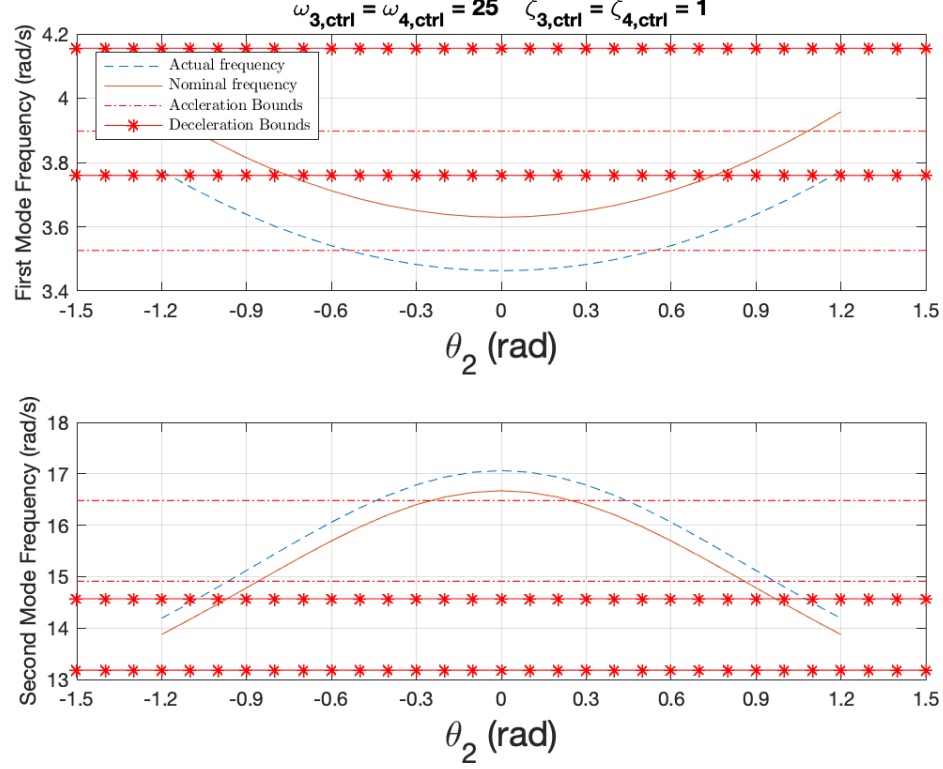 ω3,ctrl = ω4,ctrl = 25 ζ3,ctrl = ζ4,ctrl = 1
First Mode Frequency (rad/s)
4.2
4
3.8
3.6
3.4
Actual frequency
Nominal frequency
Accleration Bounds
Deceleration Bounds
-1.5 -1.2 -0.9 -0.6 -0.3 0 0.3 0.6 0.9 1.2 1.5
θ2 (rad)
Second Mode Frequency (rad/s)
18
17
16
15
14
13
-1.5 -1.2 -0.9 -0.6 -0.3 0 0.3 0.6 0.9 1.2 1.5
θ2 (rad)